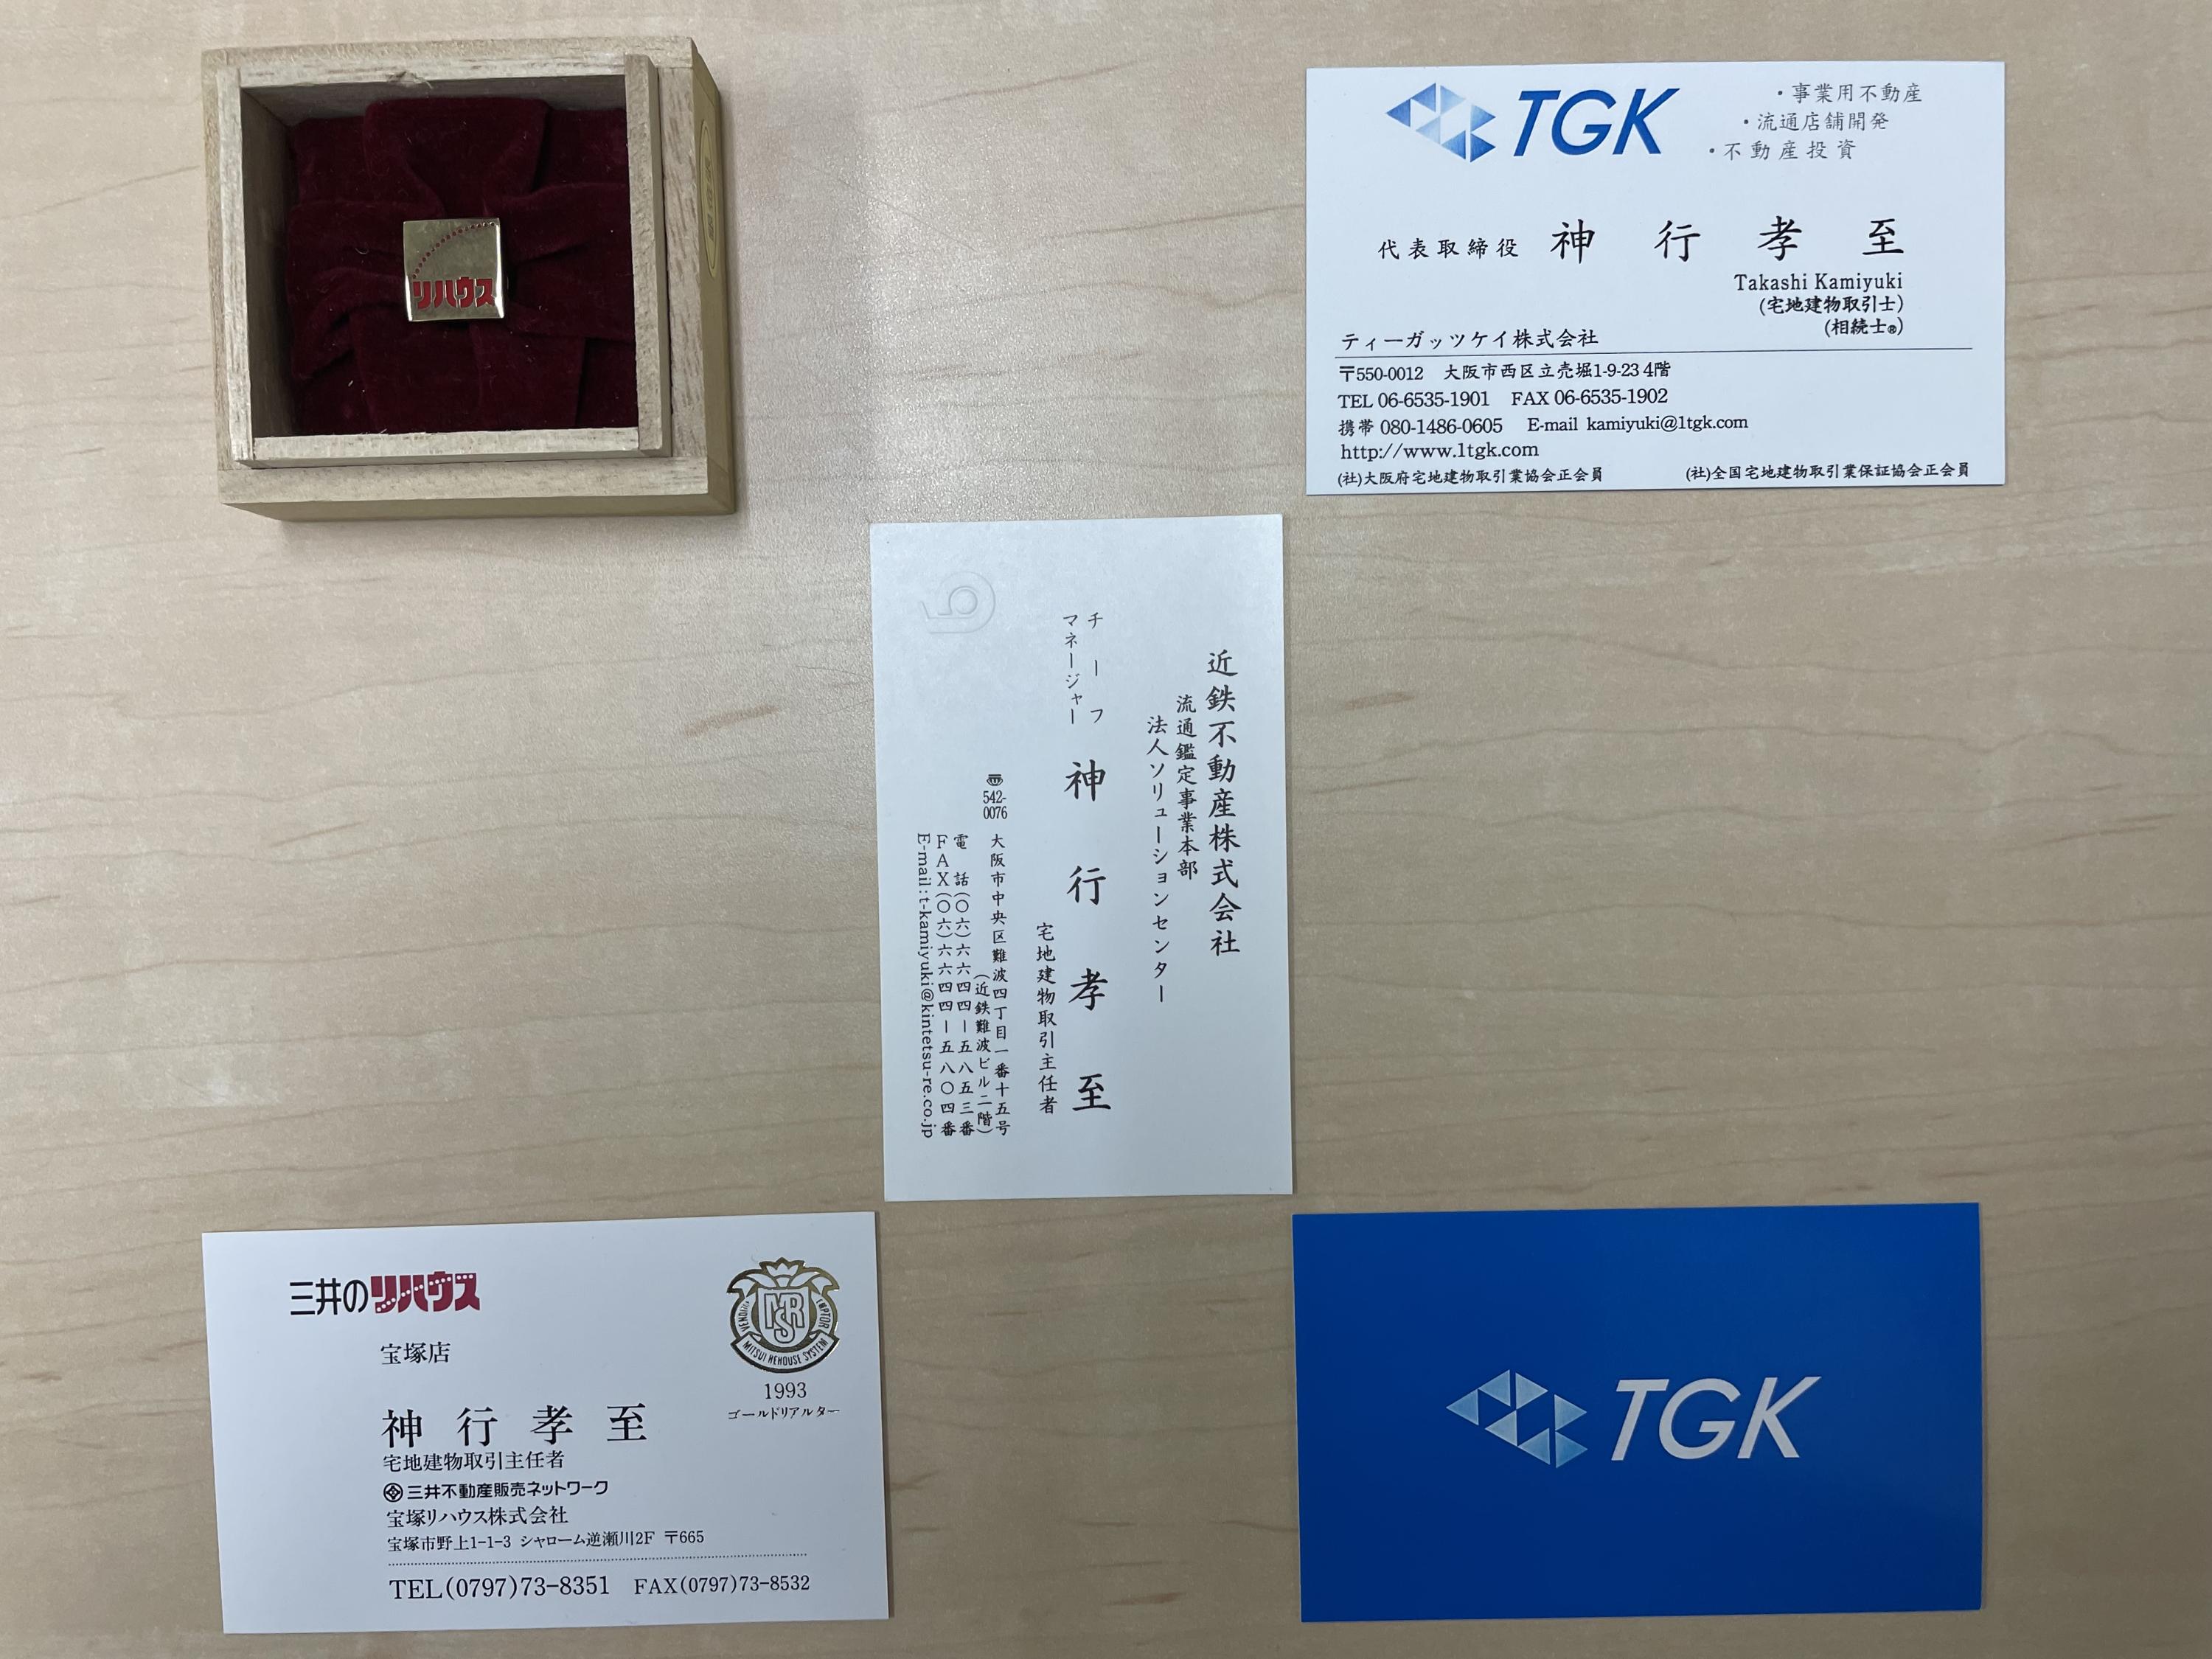 リハウス
TGK
・事業用不動産
・流通店舗開発
・不動産投資
代表取締役 神行孝至
Takashi Kamiyuki
(宅地建物取引士)
(相続士®)
ティーガッツケイ株式会社
〒550-0012 大阪市西区立売堀1-9-23 4階
TEL 06-6535-1901 FAX 06-6535-1902
携帯 080-1486-0605 E-mail kamiyuki@1tgk.com
http://www.1tgk.com
(社)大阪府宅地建物取引業協会正会員 (社)全国宅地建物取引業保証協会正会員
近鉄不動産株式会社
流通鑑定事業本部
法人ソリューションセンター
チーフ
マネージャー
神行孝至
宅地建物取引主任者
〒542-0076 大阪市中央区難波四丁目一番十五号
(近鉄難波ビル二階)
電話(〇六)六六四四ー五八五三番
FAX(〇六)六六四四ー五八〇四番
E-mail:t-kamiyuki@kintetsu-re.co.jp
三井のリハウス
宝塚店
MSR
VENDITOR
EMPTOR
MITSUI REHOUSE SYSTEM
1993
ゴールドリアルター
神行孝至
宅地建物取引主任者
三井不動産販売ネットワーク
宝塚リハウス株式会社
宝塚市野上1-1-3 シャローム逆瀬川2F 〒665
TEL(0797)73-8351 FAX(0797)73-8532
TGK